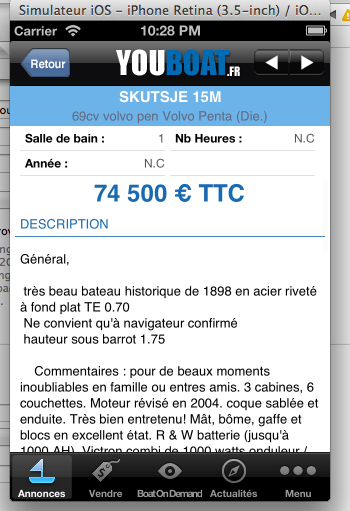 Simulateur iOS - iPhone Retina (3.5-inch) / iO...
Carrier 10:28 PM
Retour YOUBOAT.FR
SKUTSJE 15M
69cv volvo pen Volvo Penta (Die.)
Salle de bain : 1 Nb Heures : N.C
Année : N.C
74 500 € TTC
DESCRIPTION
Général,
très beau bateau historique de 1898 en acier riveté
à fond plat TE 0.70
Ne convient qu'à navigateur confirmé
hauteur sous barrot 1.75
Commentaires : pour de beaux moments
inoubliables en famille ou entres amis. 3 cabines, 6
couchettes. Moteur révisé en 2004. coque sablée et
enduite. Très bien entretenu! Mât, bôme, gaffe et
blocs en excellent état. R & W batterie (jusqu'à
1000 AH). Victron combi de 1000 watts onduleur /
Annonces Vendre BoatOnDemand Actualités Menu